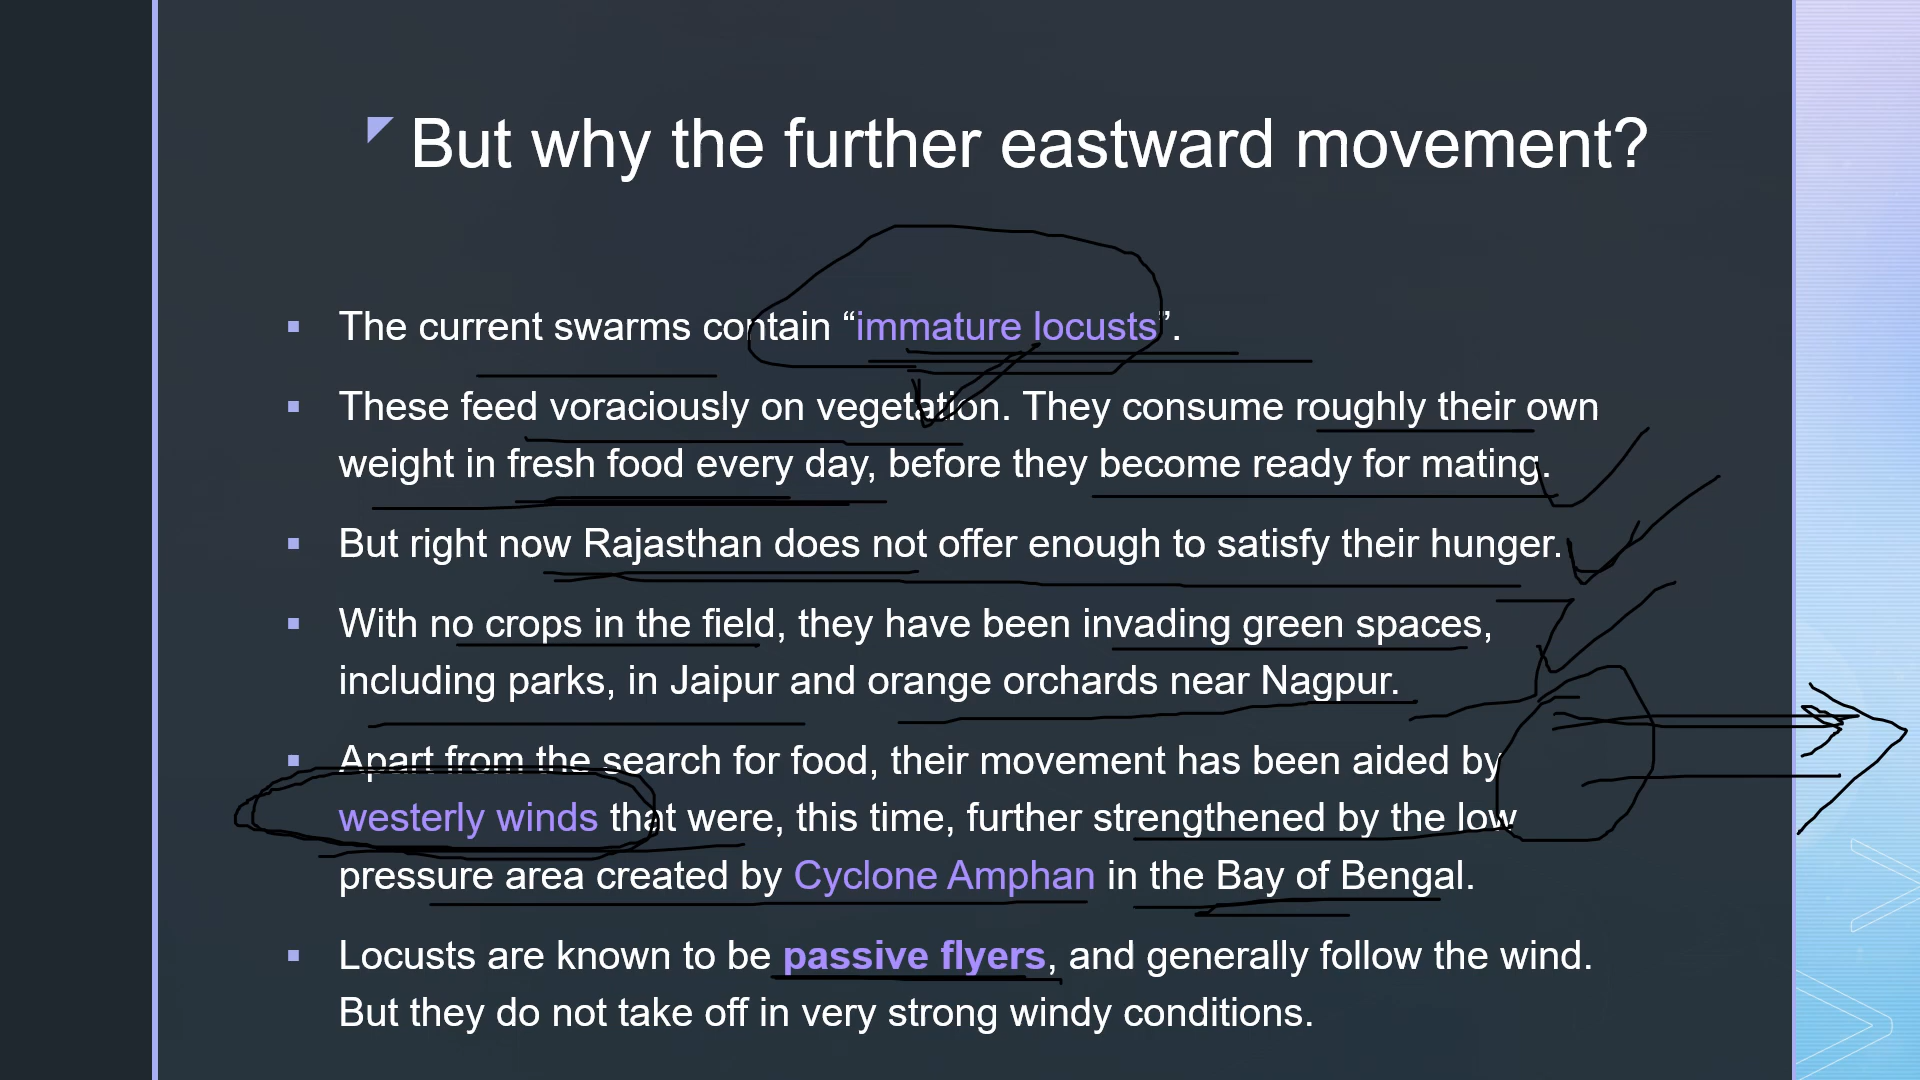 But why the further eastward movement?
The current swarms contain “immature locusts”.
These feed voraciously on vegetation. They consume roughly their own
weight in fresh food every day, before they become ready for mating.
But right now Rajasthan does not offer enough to satisfy their hunger.
With no crops in the field, they have been invading green spaces,
including parks, in Jaipur and orange orchards near Nagpur.
Apart from the search for food, their movement has been aided by
westerly winds that were, this time, further strengthened by the low
pressure area created by Cyclone Amphan in the Bay of Bengal.
Locusts are known to be passive flyers, and generally follow the wind.
But they do not take off in very strong windy conditions.